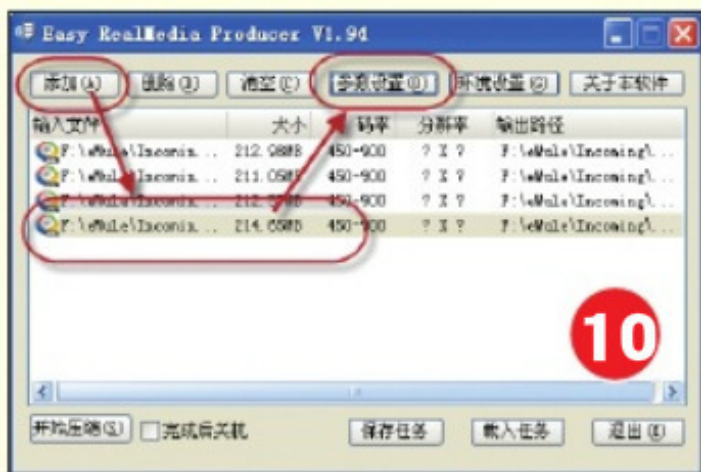 Easy RealMedia Producer V1.94
添加(A) 删除(D) 清空(C) 参数设置(O) 环境设置(G) 关于本软件
输入文件 大小 码率 分辨率 输出路径
F:\eMule\Incomin... 212.98MB 450-900 ? X ? F:\eMule\Incoming\...
F:\eMule\Incomin... 211.05MB 450-900 ? X ? F:\eMule\Incoming\...
F:\eMule\Incomin... 450-900 ? X ? F:\eMule\Incoming\...
F:\eMule\Incomin... 214.65MB 450-900 ? X ? F:\eMule\Incoming\...
10
开始压缩(S) 完成后关机 保存任务 载入任务 退出(E)